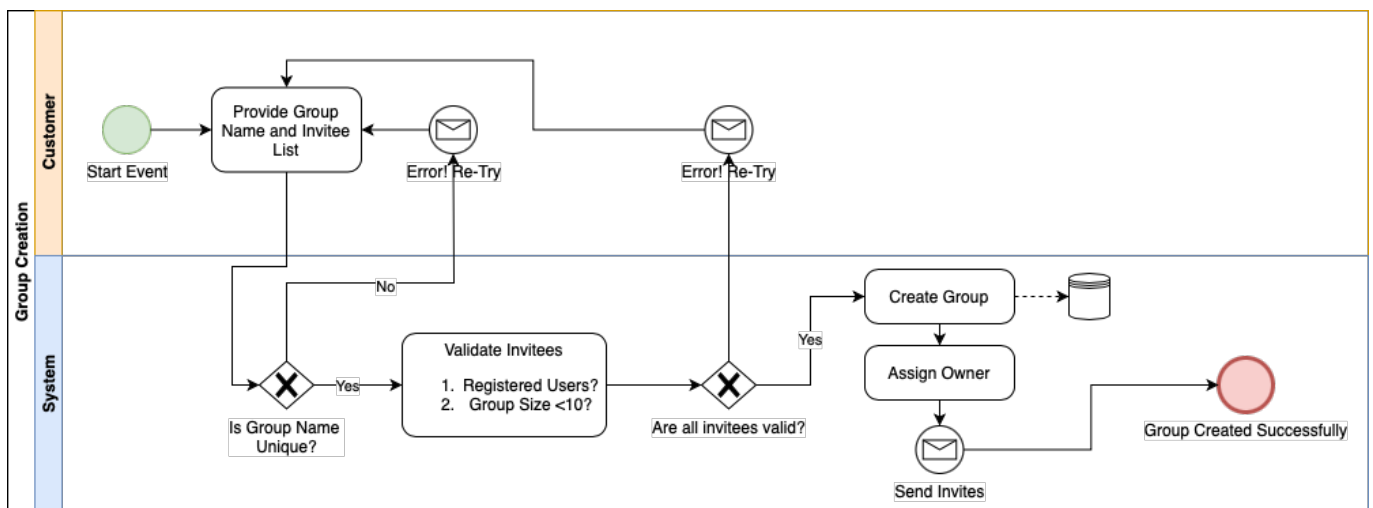 Group Creation
Customer
Start Event
Provide Group
Name and Invitee
List
Error! Re-Try
Error! Re-Try
System
No
Is Group Name
Unique?
Yes
Validate Invitees
1. Registered Users?
2. Group Size <10?
Are all invitees valid?
Yes
Create Group
Assign Owner
Send Invites
Group Created Successfully